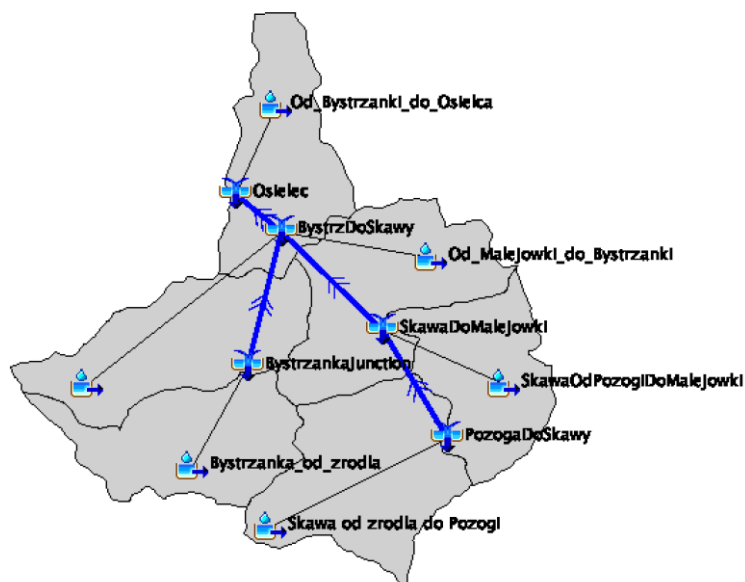 Od_Bystrzanki_do_Osielca
Osielec
BystrzDoSkawy
Od_Malejowki_do_Bystrzanki
SkawaDoMalejowki
BystrzankaJunction
SkawaOdPozogiDoMalejowki
PozogaDoSkawy
Bystrzanka_od_zrodla
Skawa od zrodla do Pozogi